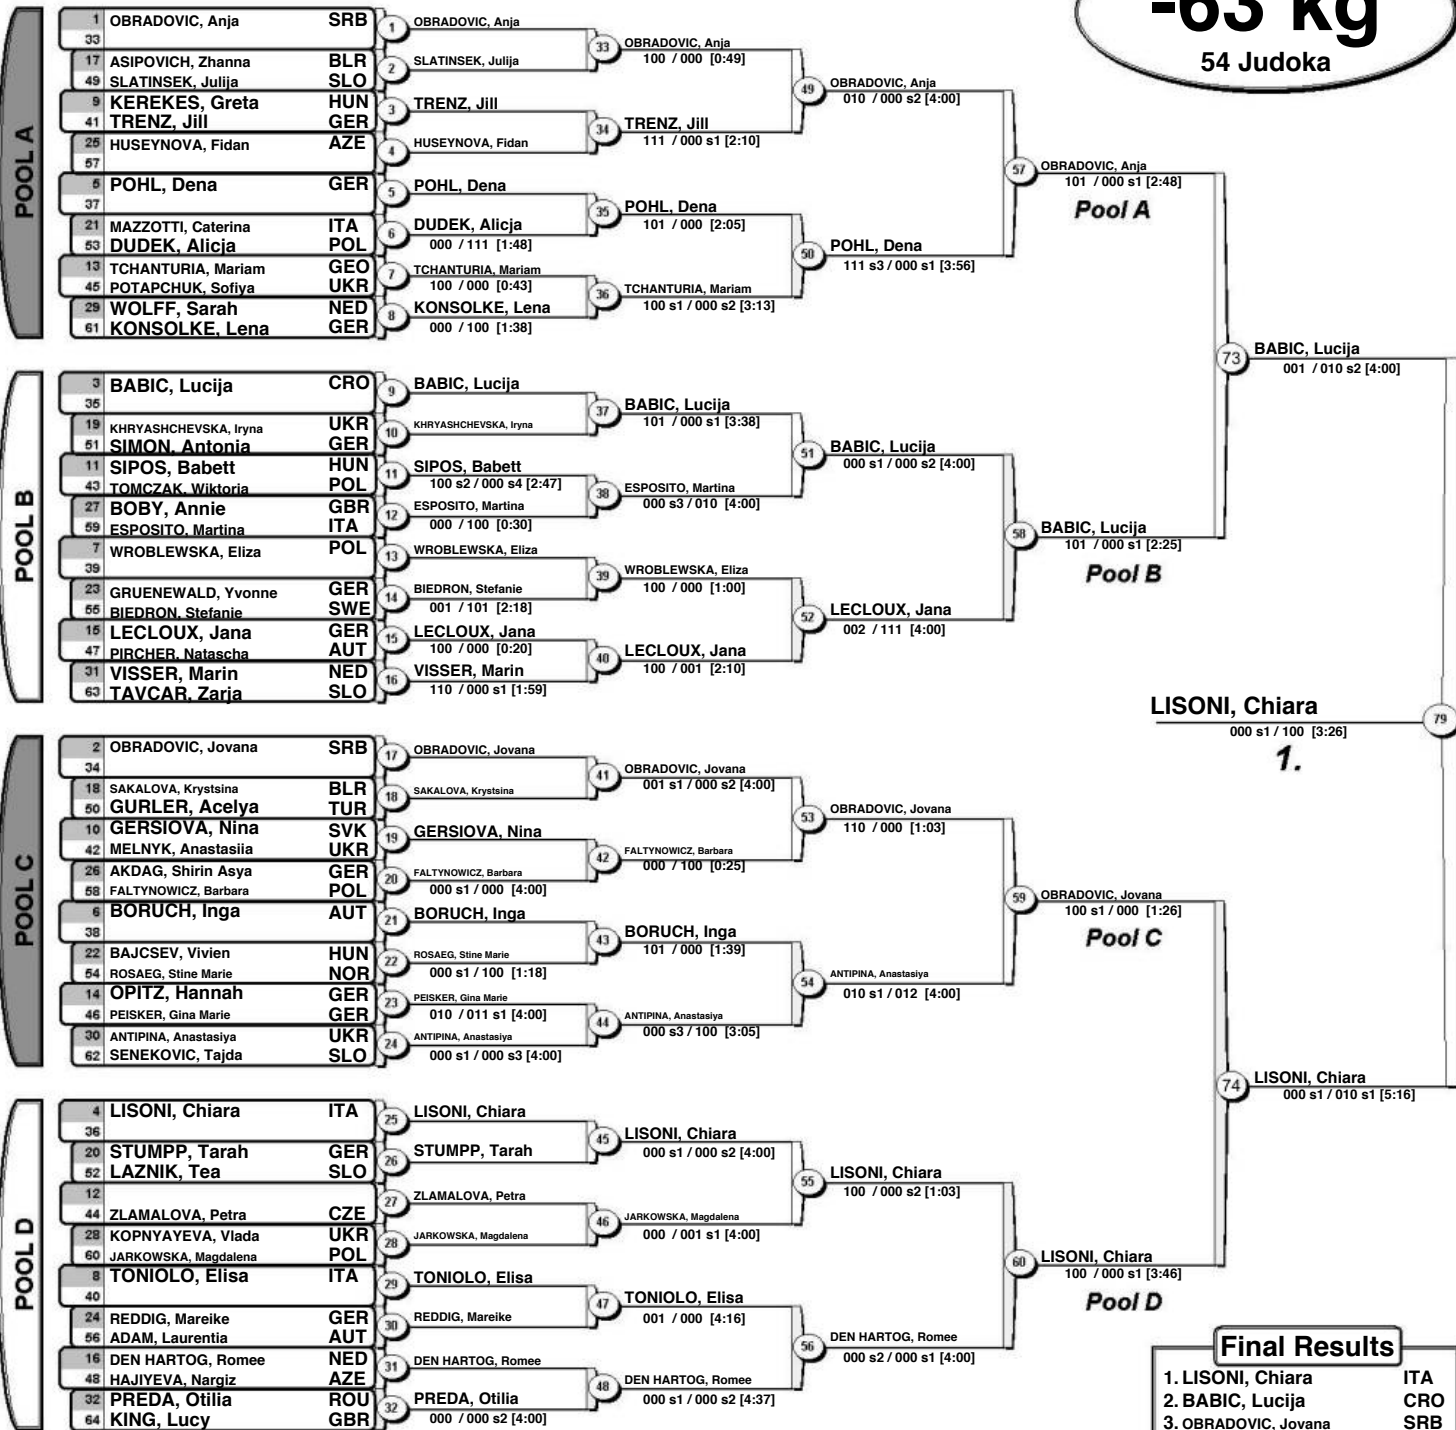 -63 kg
54 Judoka
POOL A
1 OBRADOVIC, Anja SRB
33
17 ASIPOVICH, Zhanna BLR
49 SLATINSEK, Julija SLO
9 KEREKES, Greta HUN
41 TRENZ, Jill GER
25 HUSEYNOVA, Fidan AZE
57
5 POHL, Dena GER
37
21 MAZZOTTI, Caterina ITA
53 DUDEK, Alicja POL
13 TCHANTURIA, Mariam GEO
45 POTAPCHUK, Sofiya UKR
29 WOLFF, Sarah NED
61 KONSOLKE, Lena GER
1 OBRADOVIC, Anja
2 SLATINSEK, Julija
3 TRENZ, Jill
4 HUSEYNOVA, Fidan
5 POHL, Dena
6 DUDEK, Alicja
000 / 111 [1:48]
7 TCHANTURIA, Mariam
100 / 000 [0:43]
8 KONSOLKE, Lena
000 / 100 [1:38]
33 OBRADOVIC, Anja
100 / 000 [0:49]
34 TRENZ, Jill
111 / 000 s1 [2:10]
35 POHL, Dena
101 / 000 [2:05]
36 TCHANTURIA, Mariam
100 s1 / 000 s2 [3:13]
49 OBRADOVIC, Anja
010 / 000 s2 [4:00]
50 POHL, Dena
111 s3 / 000 s1 [3:56]
57 OBRADOVIC, Anja
101 / 000 s1 [2:48]
Pool A
POOL B
3 BABIC, Lucija CRO
35
19 KHRYASHCHEVSKA, Iryna UKR
51 SIMON, Antonia GER
11 SIPOS, Babett HUN
43 TOMCZAK, Wiktoria POL
27 BOBY, Annie GBR
59 ESPOSITO, Martina ITA
7 WROBLEWSKA, Eliza POL
39
23 GRUENEWALD, Yvonne GER
55 BIEDRON, Stefanie SWE
15 LECLOUX, Jana GER
47 PIRCHER, Natascha AUT
31 VISSER, Marin NED
63 TAVCAR, Zarja SLO
9 BABIC, Lucija
10 KHRYASHCHEVSKA, Iryna
11 SIPOS, Babett
100 s2 / 000 s4 [2:47]
12 ESPOSITO, Martina
000 / 100 [0:30]
13 WROBLEWSKA, Eliza
14 BIEDRON, Stefanie
001 / 101 [2:18]
15 LECLOUX, Jana
100 / 000 [0:20]
16 VISSER, Marin
110 / 000 s1 [1:59]
37 BABIC, Lucija
101 / 000 s1 [3:38]
38 ESPOSITO, Martina
000 s3 / 010 [4:00]
39 WROBLEWSKA, Eliza
100 / 000 [1:00]
40 LECLOUX, Jana
100 / 001 [2:10]
51 BABIC, Lucija
000 s1 / 000 s2 [4:00]
52 LECLOUX, Jana
002 / 111 [4:00]
58 BABIC, Lucija
101 / 000 s1 [2:25]
Pool B
73 BABIC, Lucija
001 / 010 s2 [4:00]
LISONI, Chiara
79
000 s1 / 100 [3:26]
1.
POOL C
2 OBRADOVIC, Jovana SRB
34
18 SAKALOVA, Krystsina BLR
50 GURLER, Acelya TUR
10 GERSIOVA, Nina SVK
42 MELNYK, Anastasiia UKR
26 AKDAG, Shirin Asya GER
58 FALTYNOWICZ, Barbara POL
6 BORUCH, Inga AUT
38
22 BAJCSEV, Vivien HUN
54 ROSAEG, Stine Marie NOR
14 OPITZ, Hannah GER
46 PEISKER, Gina Marie GER
30 ANTIPINA, Anastasiya UKR
62 SENEKOVIC, Tajda SLO
17 OBRADOVIC, Jovana
18 SAKALOVA, Krystsina
19 GERSIOVA, Nina
20 FALTYNOWICZ, Barbara
000 s1 / 000 [4:00]
21 BORUCH, Inga
22 ROSAEG, Stine Marie
000 s1 / 100 [1:18]
23 PEISKER, Gina Marie
010 / 011 s1 [4:00]
24 ANTIPINA, Anastasiya
000 s1 / 000 s3 [4:00]
41 OBRADOVIC, Jovana
001 s1 / 000 s2 [4:00]
42 FALTYNOWICZ, Barbara
000 / 100 [0:25]
43 BORUCH, Inga
101 / 000 [1:39]
44 ANTIPINA, Anastasiya
000 s3 / 100 [3:05]
53 OBRADOVIC, Jovana
110 / 000 [1:03]
54 ANTIPINA, Anastasiya
010 s1 / 012 [4:00]
59 OBRADOVIC, Jovana
100 s1 / 000 [1:26]
Pool C
74 LISONI, Chiara
000 s1 / 010 s1 [5:16]
POOL D
4 LISONI, Chiara ITA
36
20 STUMPP, Tarah GER
52 LAZNIK, Tea SLO
12
44 ZLAMALOVA, Petra CZE
28 KOPNYAYEVA, Vlada UKR
60 JARKOWSKA, Magdalena POL
8 TONIOLO, Elisa ITA
40
24 REDDIG, Mareike GER
56 ADAM, Laurentia AUT
16 DEN HARTOG, Romee NED
48 HAJIYEVA, Nargiz AZE
32 PREDA, Otilia ROU
64 KING, Lucy GBR
25 LISONI, Chiara
26 STUMPP, Tarah
27 ZLAMALOVA, Petra
28 JARKOWSKA, Magdalena
29 TONIOLO, Elisa
30 REDDIG, Mareike
31 DEN HARTOG, Romee
32 PREDA, Otilia
000 / 000 s2 [4:00]
45 LISONI, Chiara
000 s1 / 000 s2 [4:00]
46 JARKOWSKA, Magdalena
000 / 001 s1 [4:00]
47 TONIOLO, Elisa
001 / 000 [4:16]
48 DEN HARTOG, Romee
000 s1 / 000 s2 [4:37]
55 LISONI, Chiara
100 / 000 s2 [1:03]
56 DEN HARTOG, Romee
000 s2 / 000 s1 [4:00]
60 LISONI, Chiara
100 / 000 s1 [3:46]
Pool D
Final Results
1. LISONI, Chiara ITA
2. BABIC, Lucija CRO
3. OBRADOVIC, Jovana SRB